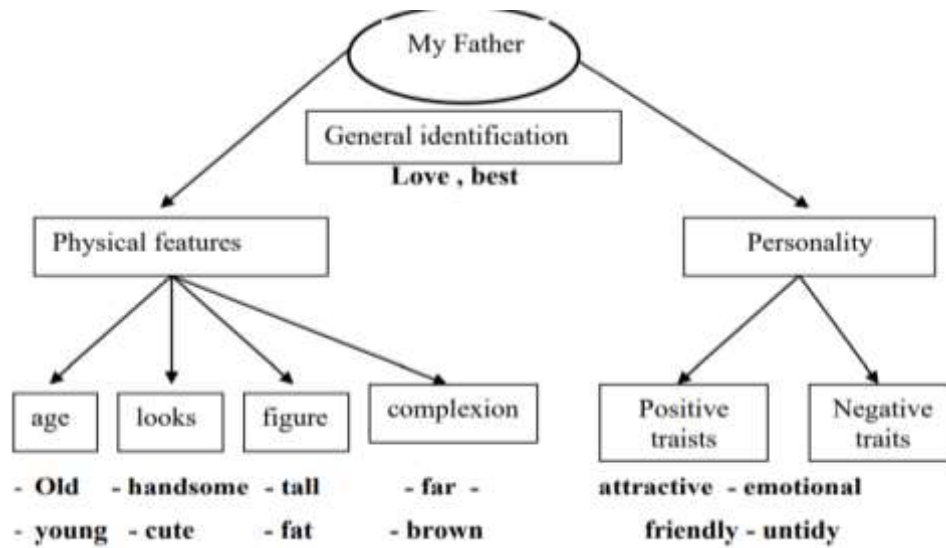 My Father
General identification
Love , best
Physical features
Personality
age
looks
figure
complexion
Positive
traists
Negative
traits
- Old - handsome - tall - far - attractive - emotional
- young - cute - fat - brown friendly - untidy